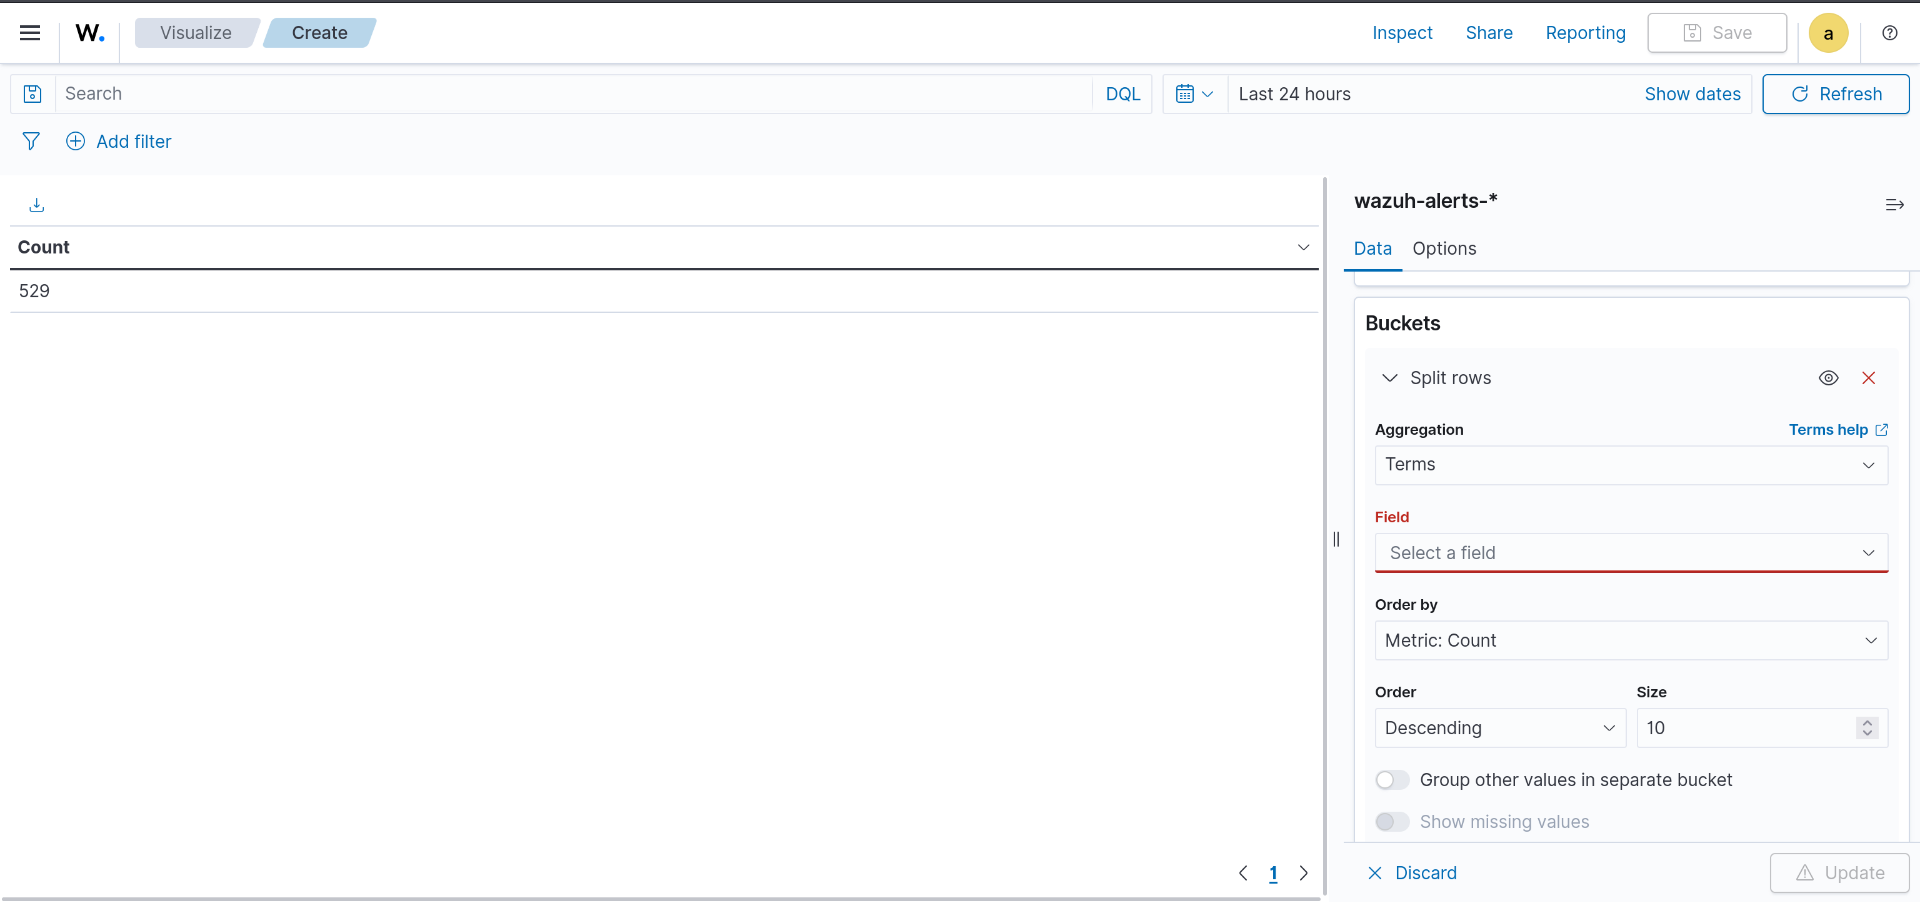 W.
Visualize
Create
Inspect
Share
Reporting
Save
a
Search
DQL
Last 24 hours
Show dates
Refresh
Add filter
Count
529
1
wazuh-alerts-*
Data
Options
Buckets
Split rows
Aggregation
Terms help
Terms
Field
Select a field
Order by
Metric: Count
Order
Size
Descending
10
Group other values in separate bucket
Show missing values
Discard
Update